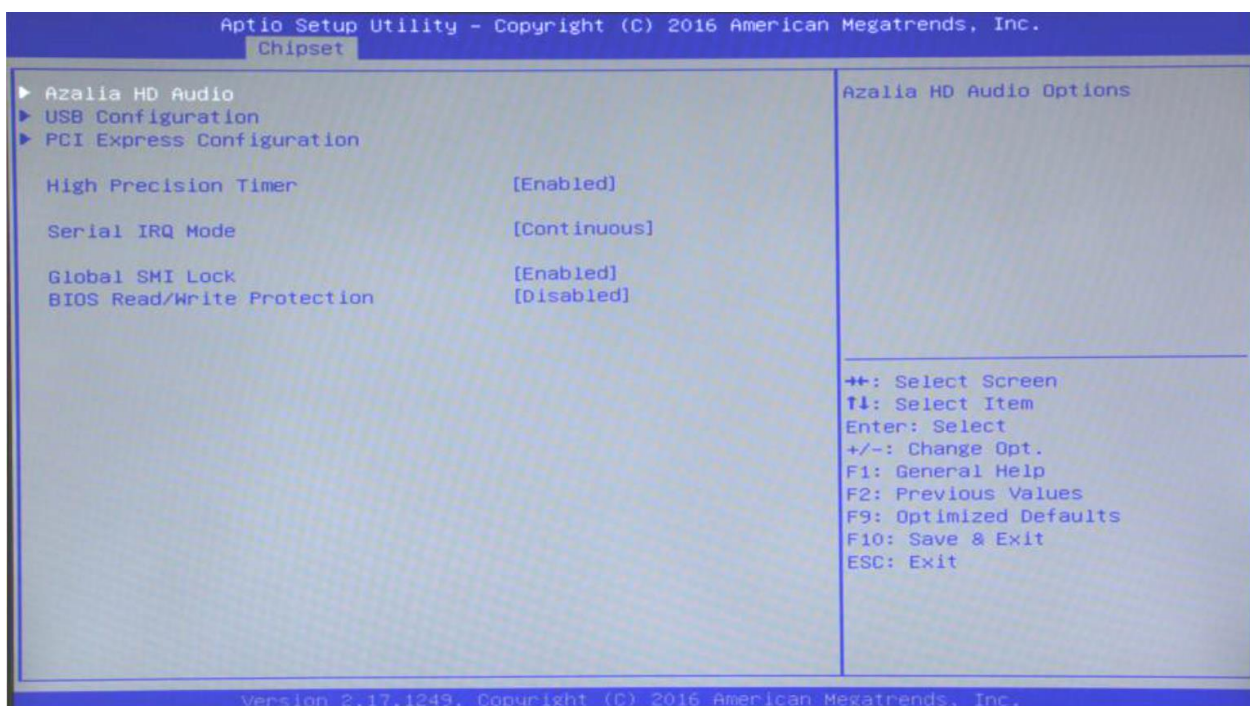 Aptio Setup Utility – Copyright (C) 2016 American Megatrends, Inc.
Chipset
▶ Azalia HD Audio
▶ USB Configuration
▶ PCI Express Configuration
High Precision Timer [Enabled]
Serial IRQ Mode [Continuous]
Global SMI Lock [Enabled]
BIOS Read/Write Protection [Disabled]
Azalia HD Audio Options
→←: Select Screen
↑↓: Select Item
Enter: Select
+/-: Change Opt.
F1: General Help
F2: Previous Values
F9: Optimized Defaults
F10: Save & Exit
ESC: Exit
Version 2.17.1249. Copyright (C) 2016 American Megatrends, Inc.